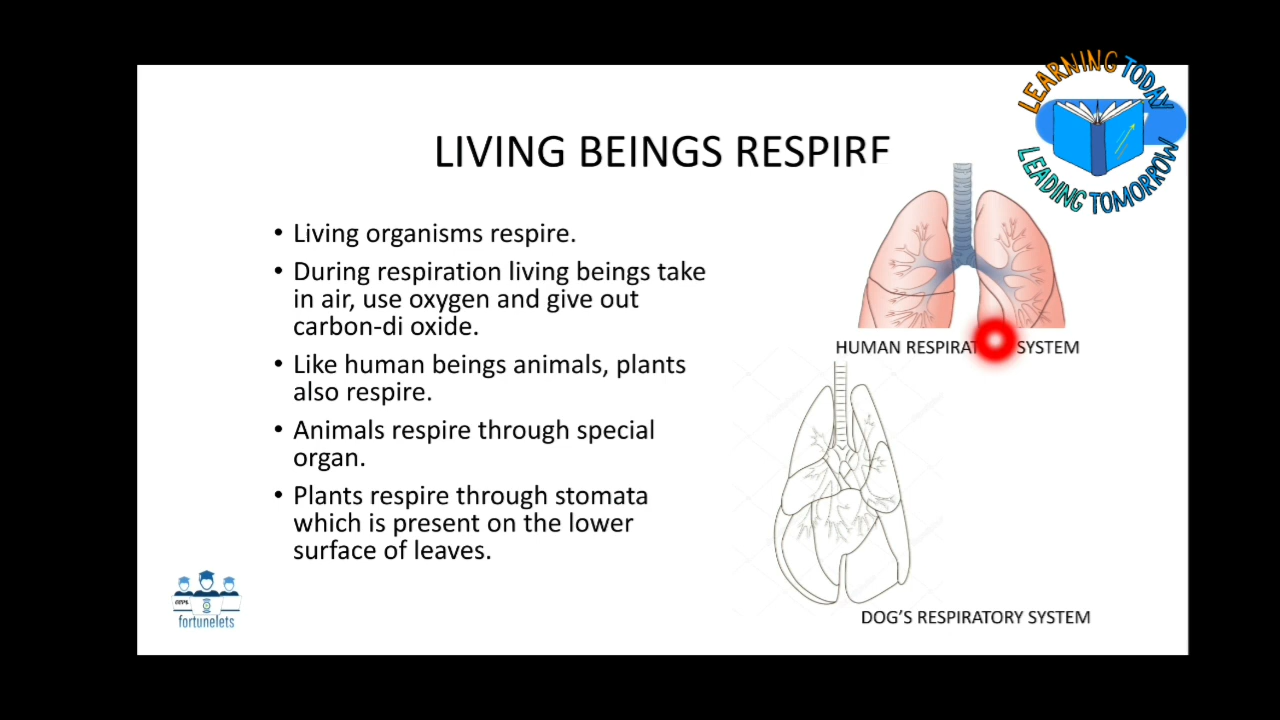 LEARNING TODAY
LEADING TOMORROW
LIVING BEINGS RESPIRE
• Living organisms respire.
• During respiration living beings take
in air, use oxygen and give out
carbon-di oxide.
• Like human beings animals, plants
also respire.
• Animals respire through special
organ.
• Plants respire through stomata
which is present on the lower
surface of leaves.
HUMAN RESPIRATORY SYSTEM
DOG'S RESPIRATORY SYSTEM
fortunelets